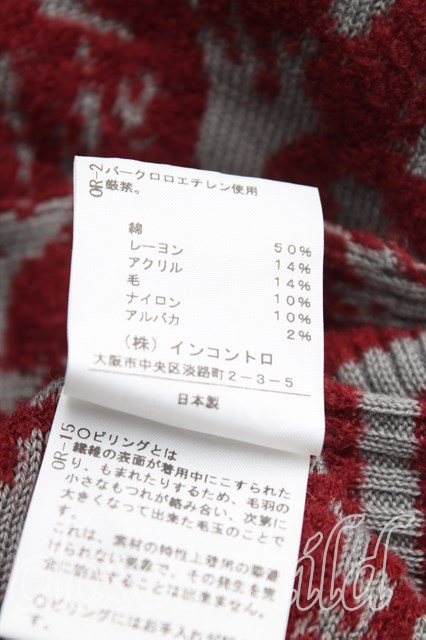 QR-2 パークロロエチレン使用
厳禁。
綿 50%
レーヨン 14%
アクリル 14%
毛 10%
ナイロン 10%
アルパカ 2%
(株)インコントロ
大阪市中央区淡路町2-3-5
日本製
QR-15 〇ピリングとは
繊維の表面が着用中にこすられた
り、もまれたりするため、毛羽の
小さなもつれが絡み合い、次第に
大きくなって出来た毛玉のことで
す。
これは、素材の特性上着用の際避
けられない現象で、その発生を完
全に防止することは出来ません。
〇ピリングにはお手入れが
す。